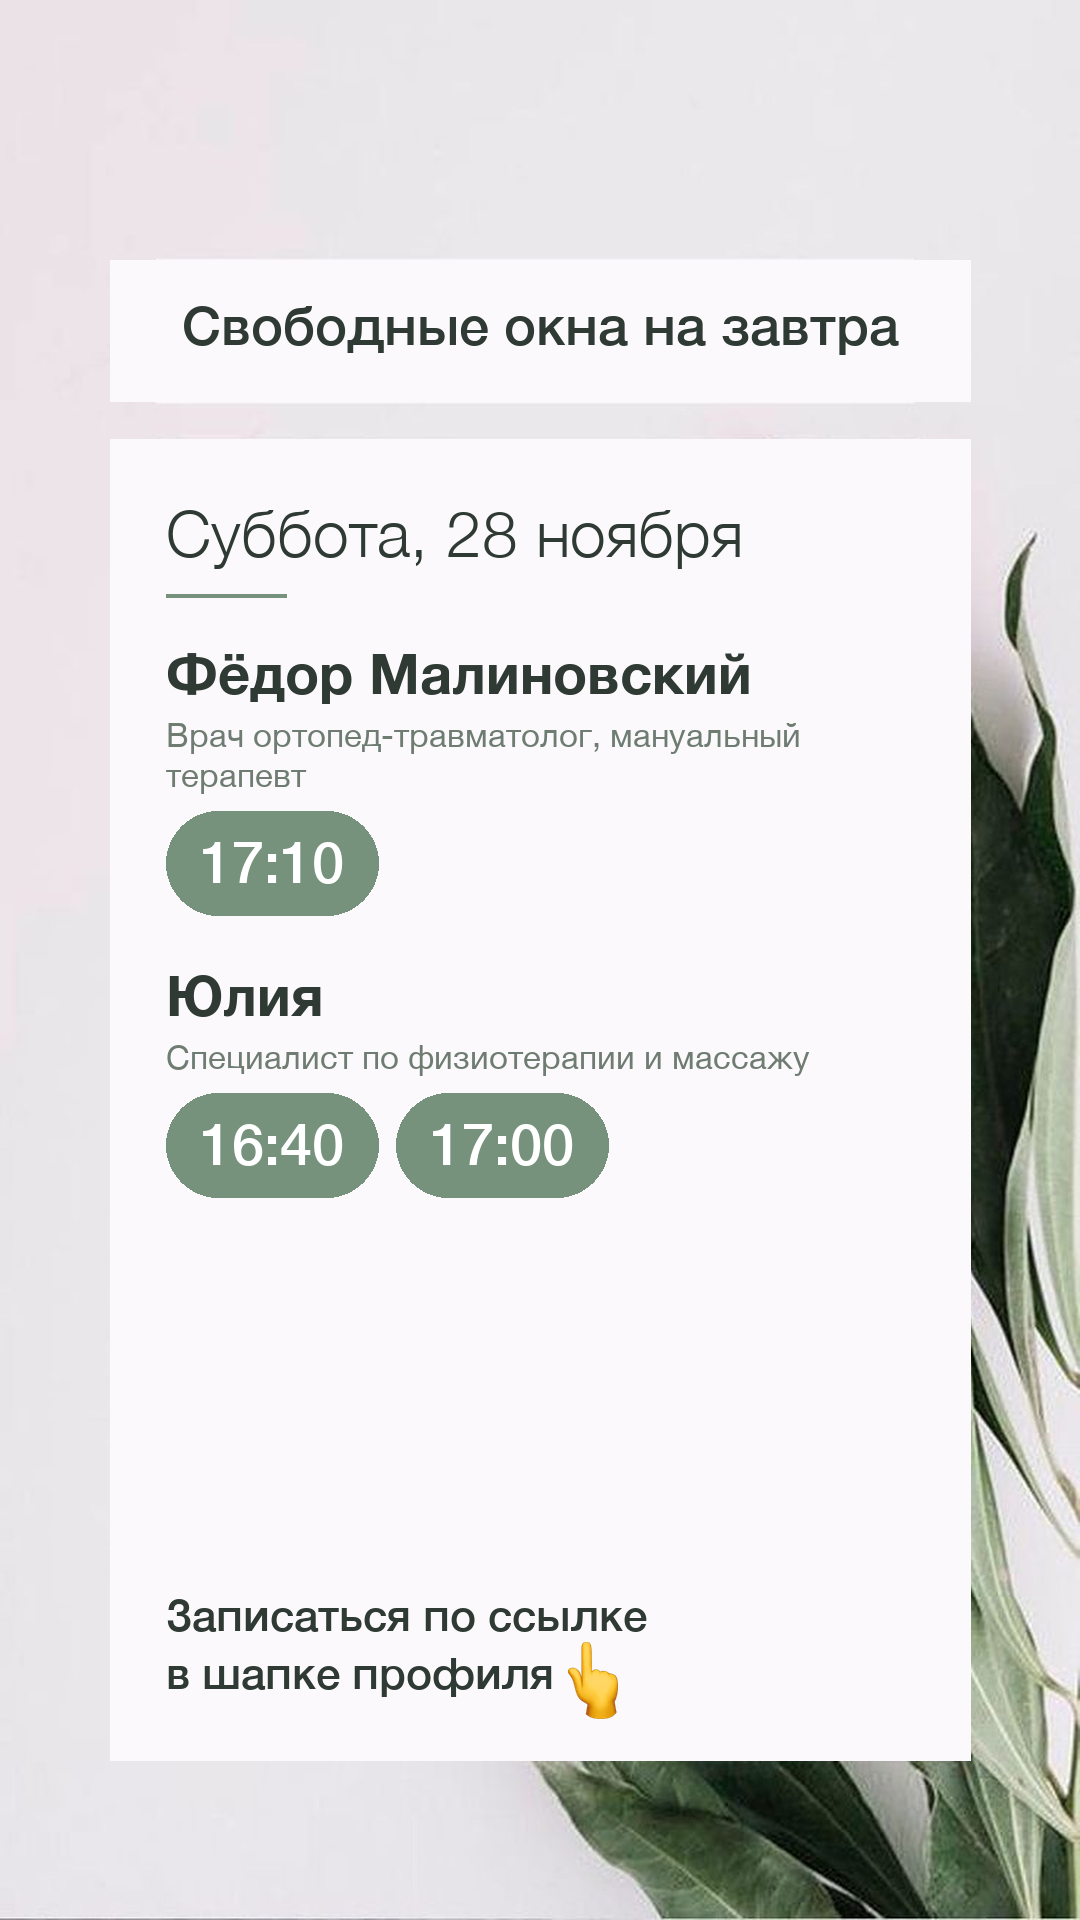 Свободные окна на завтра
Суббота, 28 ноября
Фёдор Малиновский
Врач ортопед-травматолог, мануальный
терапевт
17:10
Юлия
Специалист по физиотерапии и массажу
16:40 17:00
Записаться по ссылке
в шапке профиля 👆